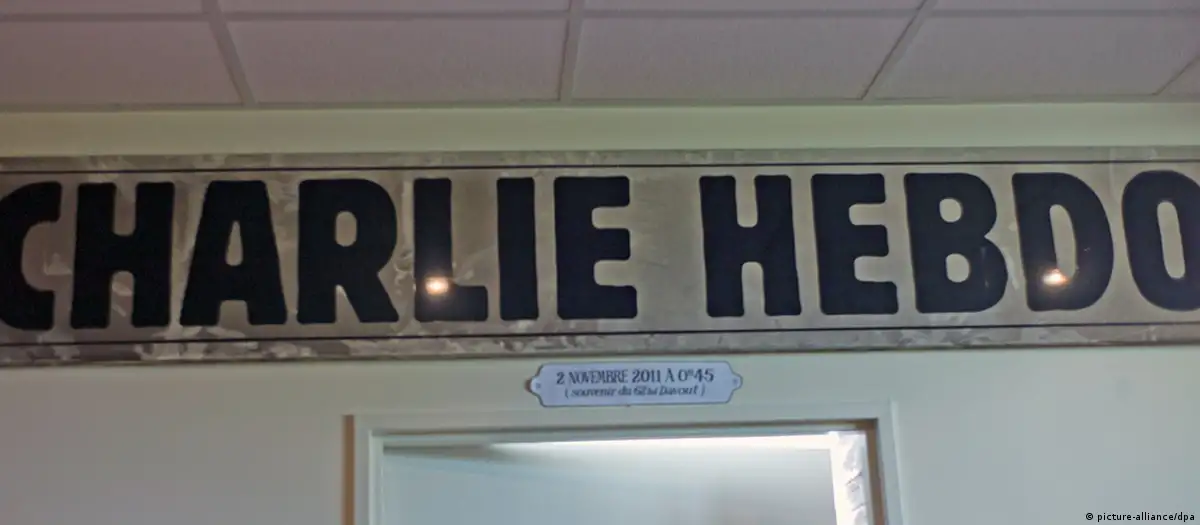 CHARLIE HEBDO
2 NOVEMBRE 2011 À 0H45
( souvenir du 62 bd Davout )
© picture-alliance/dpa